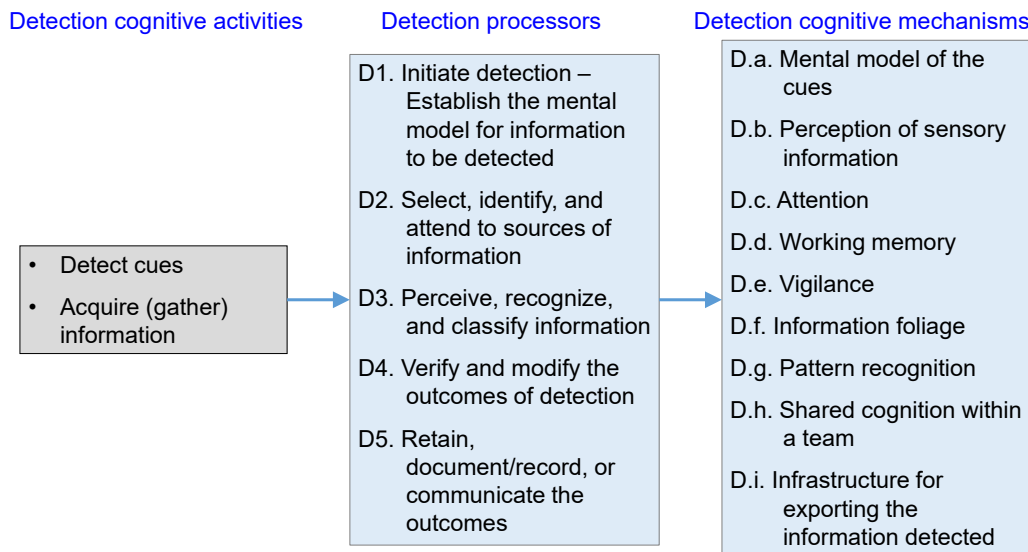 Detection cognitive activities
Detection processors
Detection cognitive mechanisms
• Detect cues
• Acquire (gather)
information
D1. Initiate detection –
Establish the mental
model for information
to be detected
D2. Select, identify, and
attend to sources of
information
D3. Perceive, recognize,
and classify information
D4. Verify and modify the
outcomes of detection
D5. Retain,
document/record, or
communicate the
outcomes
D.a. Mental model of the
cues
D.b. Perception of sensory
information
D.c. Attention
D.d. Working memory
D.e. Vigilance
D.f. Information foliage
D.g. Pattern recognition
D.h. Shared cognition within
a team
D.i. Infrastructure for
exporting the
information detected